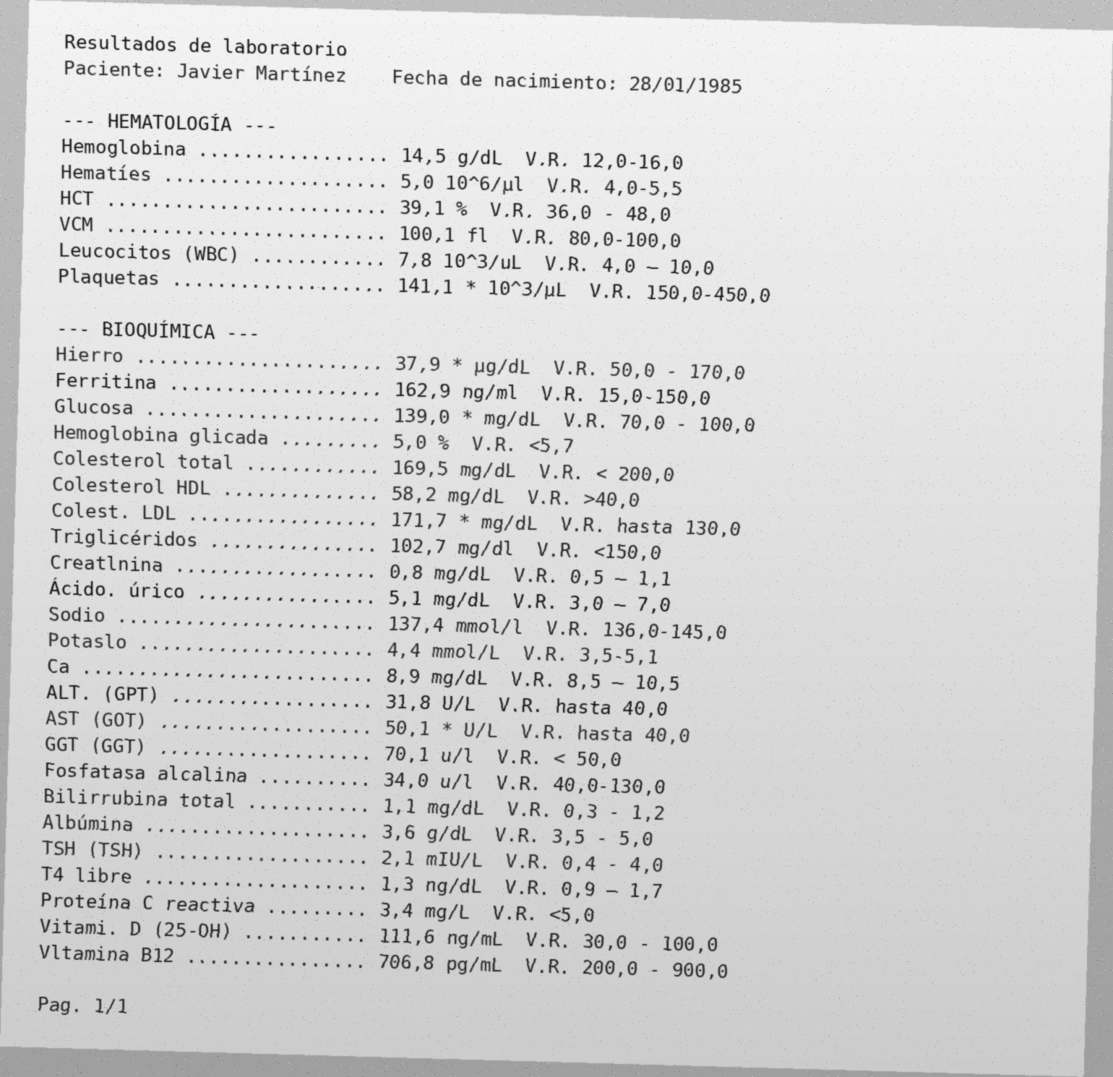 Resultados de laboratorio
Paciente: Javier Martínez    Fecha de nacimiento: 28/01/1985

--- HEMATOLOGÍA ---
Hemoglobina ................. 14,5 g/dL  V.R. 12,0-16,0
Hematíes .................... 5,0 10^6/µl  V.R. 4,0-5,5
HCT ......................... 39,1 %  V.R. 36,0 - 48,0
VCM ......................... 100,1 fl  V.R. 80,0-100,0
Leucocitos (WBC) ............ 7,8 10^3/uL  V.R. 4,0 – 10,0
Plaquetas ................... 141,1 * 10^3/µL  V.R. 150,0-450,0

--- BIOQUÍMICA ---
Hierro ...................... 37,9 * µg/dL  V.R. 50,0 - 170,0
Ferritina ................... 162,9 ng/ml  V.R. 15,0-150,0
Glucosa ..................... 139,0 * mg/dL  V.R. 70,0 - 100,0
Hemoglobina glicada ......... 5,0 %  V.R. <5,7
Colesterol total ............ 169,5 mg/dL  V.R. < 200,0
Colesterol HDL .............. 58,2 mg/dL  V.R. >40,0
Colest. LDL ................. 171,7 * mg/dL  V.R. hasta 130,0
Triglicéridos ............... 102,7 mg/dl  V.R. <150,0
Creatlnina .................. 0,8 mg/dL  V.R. 0,5 – 1,1
Ácido. úrico ................ 5,1 mg/dL  V.R. 3,0 – 7,0
Sodio ....................... 137,4 mmol/l  V.R. 136,0-145,0
Potaslo ..................... 4,4 mmol/L  V.R. 3,5-5,1
Ca .......................... 8,9 mg/dL  V.R. 8,5 – 10,5
ALT. (GPT) .................. 31,8 U/L  V.R. hasta 40,0
AST (GOT) ................... 50,1 * U/L  V.R. hasta 40,0
GGT (GGT) ................... 70,1 u/l  V.R. < 50,0
Fosfatasa alcalina .......... 34,0 u/l  V.R. 40,0-130,0
Bilirrubina total ........... 1,1 mg/dL  V.R. 0,3 - 1,2
Albúmina .................... 3,6 g/dL  V.R. 3,5 - 5,0
TSH (TSH) ................... 2,1 mIU/L  V.R. 0,4 - 4,0
T4 libre .................... 1,3 ng/dL  V.R. 0,9 – 1,7
Proteína C reactiva ......... 3,4 mg/L  V.R. <5,0
Vitami. D (25-OH) ........... 111,6 ng/mL  V.R. 30,0 - 100,0
Vltamina B12 ................ 706,8 pg/mL  V.R. 200,0 - 900,0

Pag. 1/1